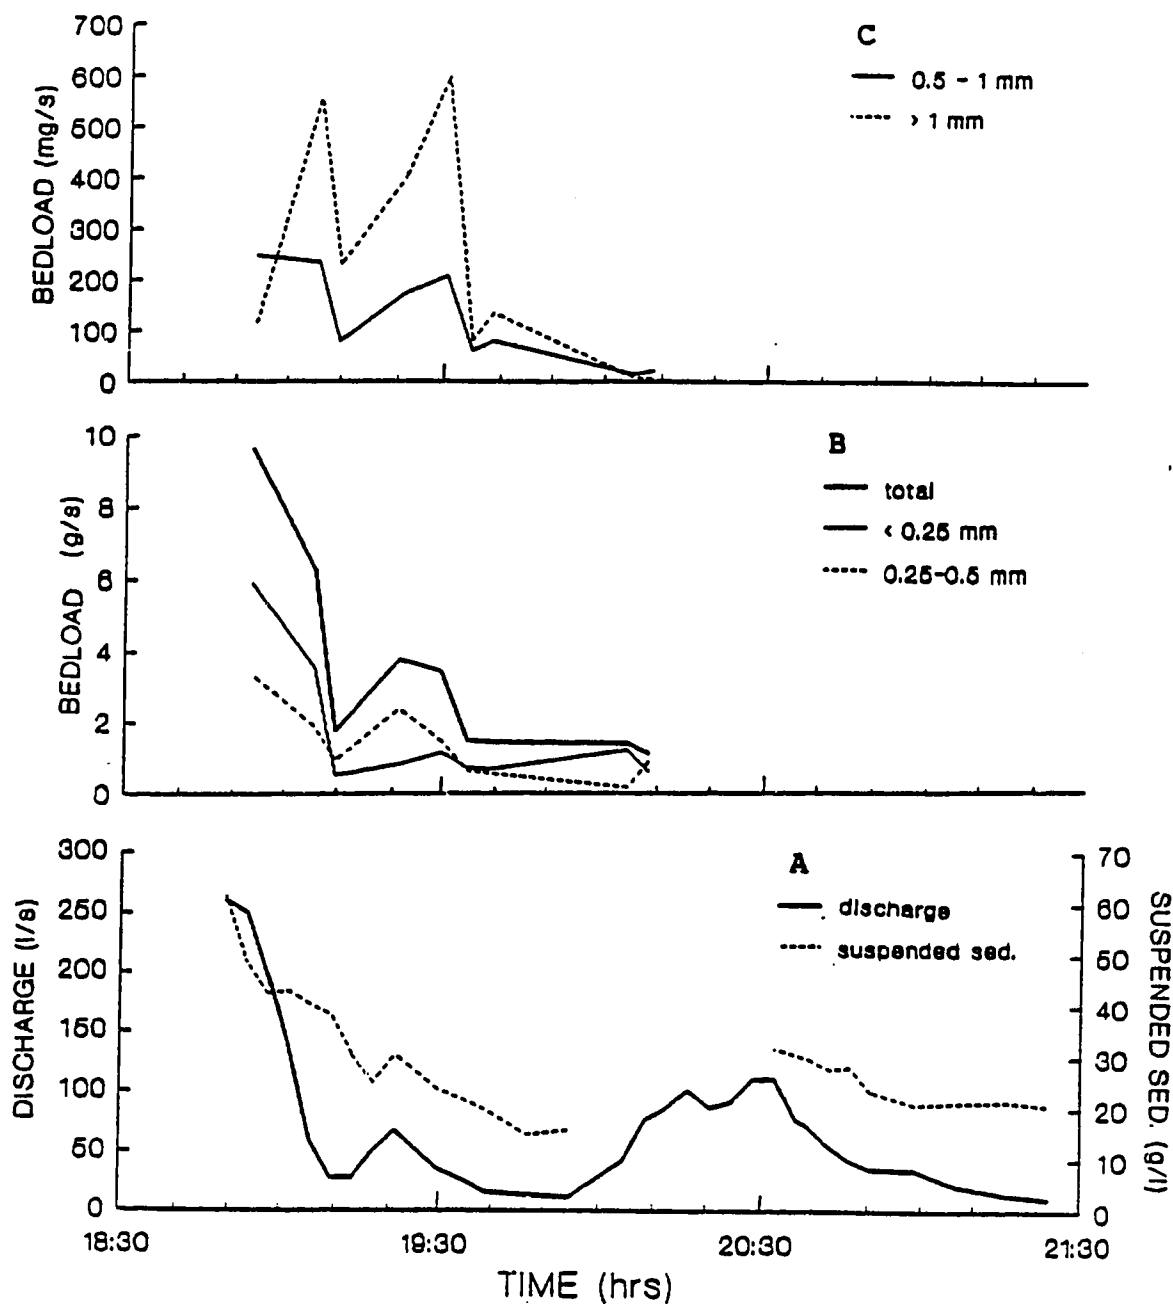 C
0.5 - 1 mm
> 1 mm
BEDLOAD (mg/s)
700
600
500
400
300
200
100
0
B
total
< 0.25 mm
0.25-0.5 mm
BEDLOAD (g/s)
10
8
6
4
2
0
A
discharge
suspended sed.
DISCHARGE (l/s)
300
250
200
150
100
50
0
70
60
50
40
30
20
10
0
SUSPENDED SED. (g/l)
18:30
19:30
20:30
21:30
TIME (hrs)